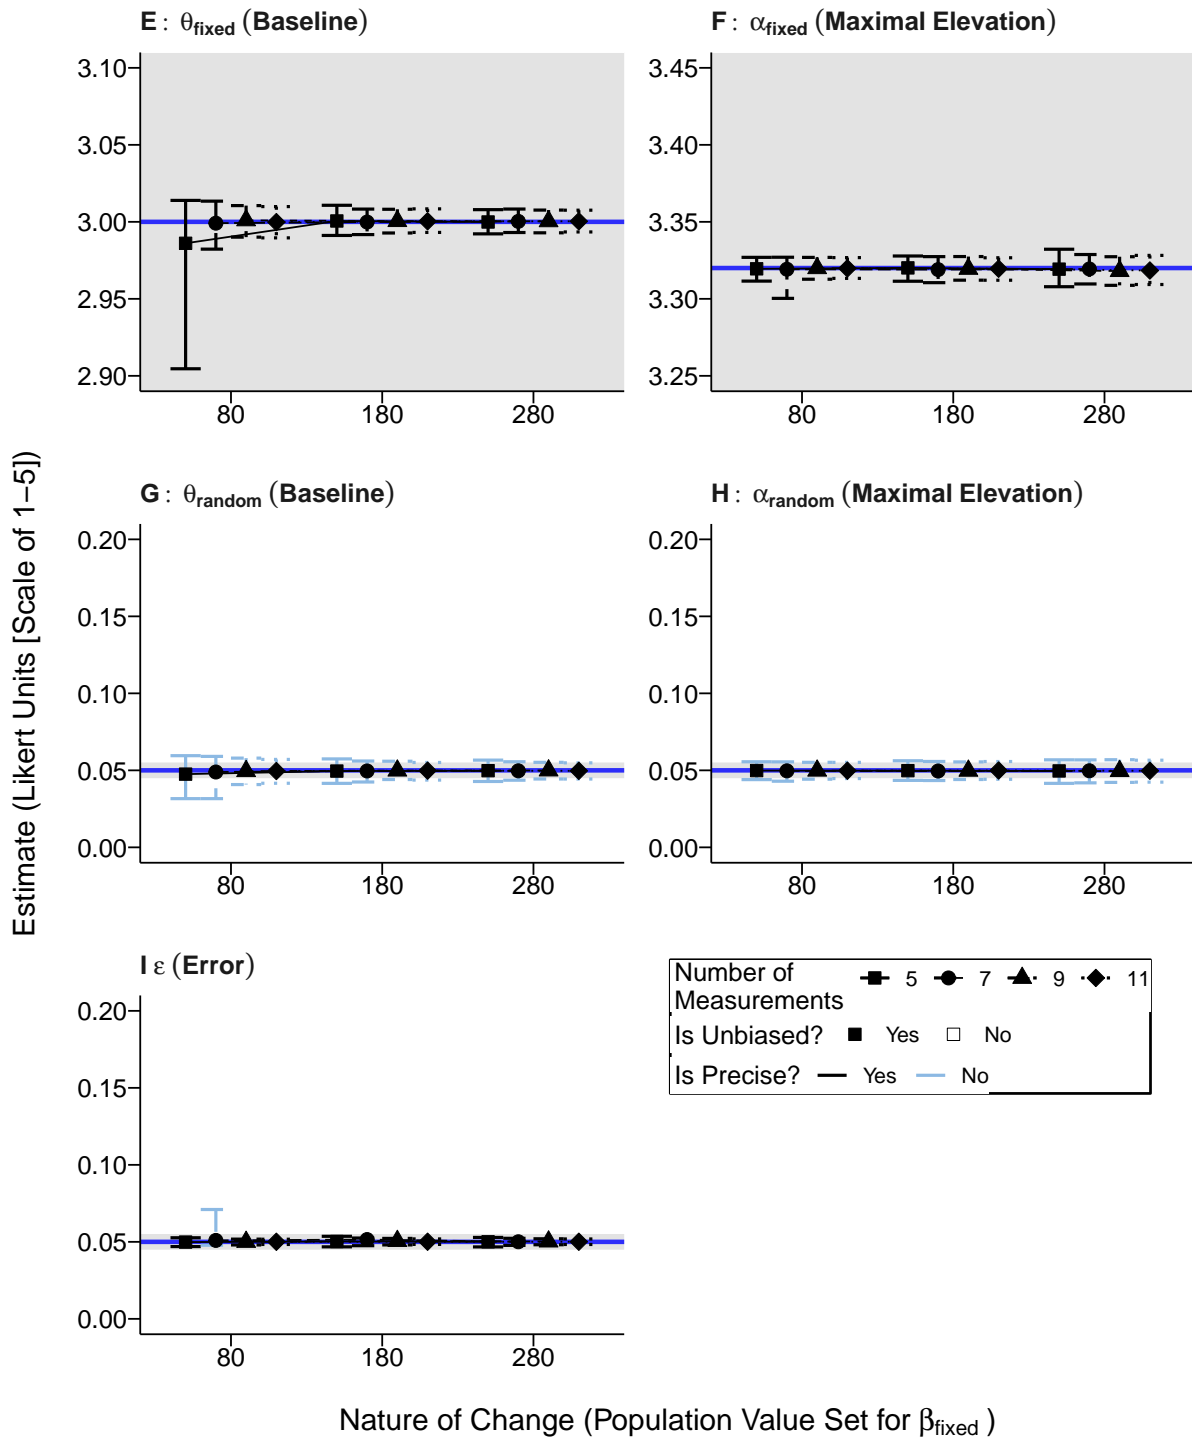 E : θfixed (Baseline)
3.10
3.05
3.00
2.95
2.90
80 180 280
F : αfixed (Maximal Elevation)
3.45
3.40
3.35
3.30
3.25
80 180 280
Estimate (Likert Units [Scale of 1−5])
G : θrandom (Baseline)
0.20
0.15
0.10
0.05
0.00
80 180 280
H : αrandom (Maximal Elevation)
0.20
0.15
0.10
0.05
0.00
80 180 280
I ε (Error)
0.20
0.15
0.10
0.05
0.00
80 180 280
Number of
Measurements 5 7 9 11
Is Unbiased? Yes No
Is Precise? Yes No
Nature of Change (Population Value Set for βfixed )